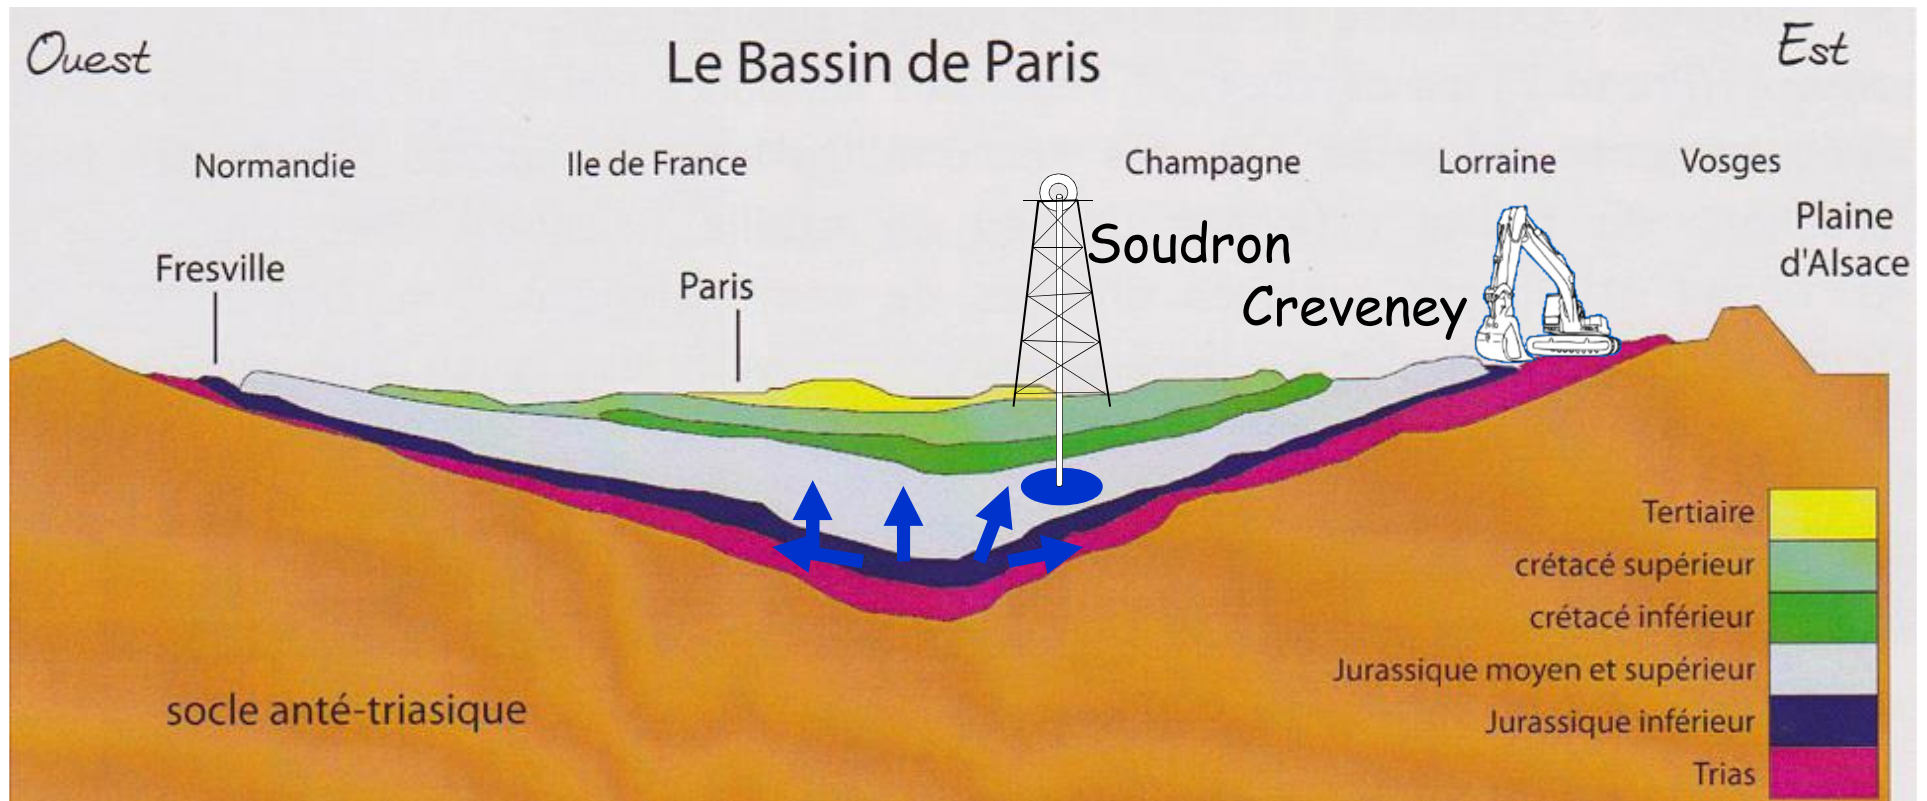 Ouest
Le Bassin de Paris
Est
Normandie
Ile de France
Champagne
Lorraine
Vosges
Plaine
d'Alsace
Soudron
Fresville
Paris
Creveney
Tertiaire
crétacé supérieur
crétacé inférieur
Jurassique moyen et supérieur
socle anté-triasique
Jurassique inférieur
Trias